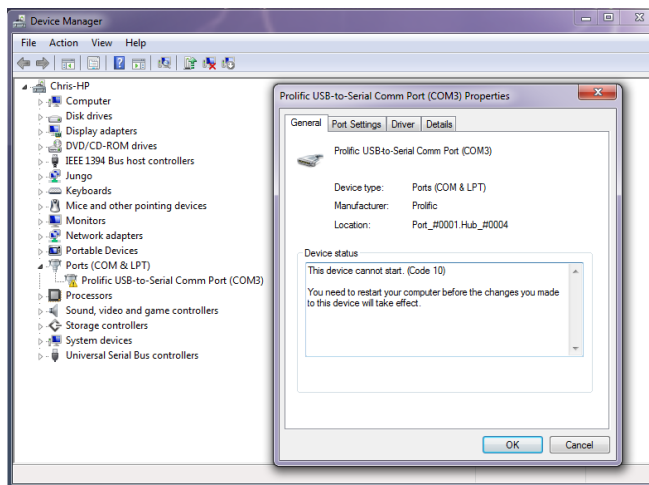 Device Manager
File Action View Help
Chris-HP
Computer
Disk drives
Display adapters
DVD/CD-ROM drives
IEEE 1394 Bus host controllers
Jungo
Keyboards
Mice and other pointing devices
Monitors
Network adapters
Portable Devices
Ports (COM & LPT)
Prolific USB-to-Serial Comm Port (COM3)
Processors
Sound, video and game controllers
Storage controllers
System devices
Universal Serial Bus controllers
Prolific USB-to-Serial Comm Port (COM3) Properties
General Port Settings Driver Details
Prolific USB-to-Serial Comm Port (COM3)
Device type: Ports (COM & LPT)
Manufacturer: Prolific
Location: Port_#0001.Hub_#0004
Device status
This device cannot start. (Code 10)
You need to restart your computer before the changes you made
to this device will take effect.
OK Cancel